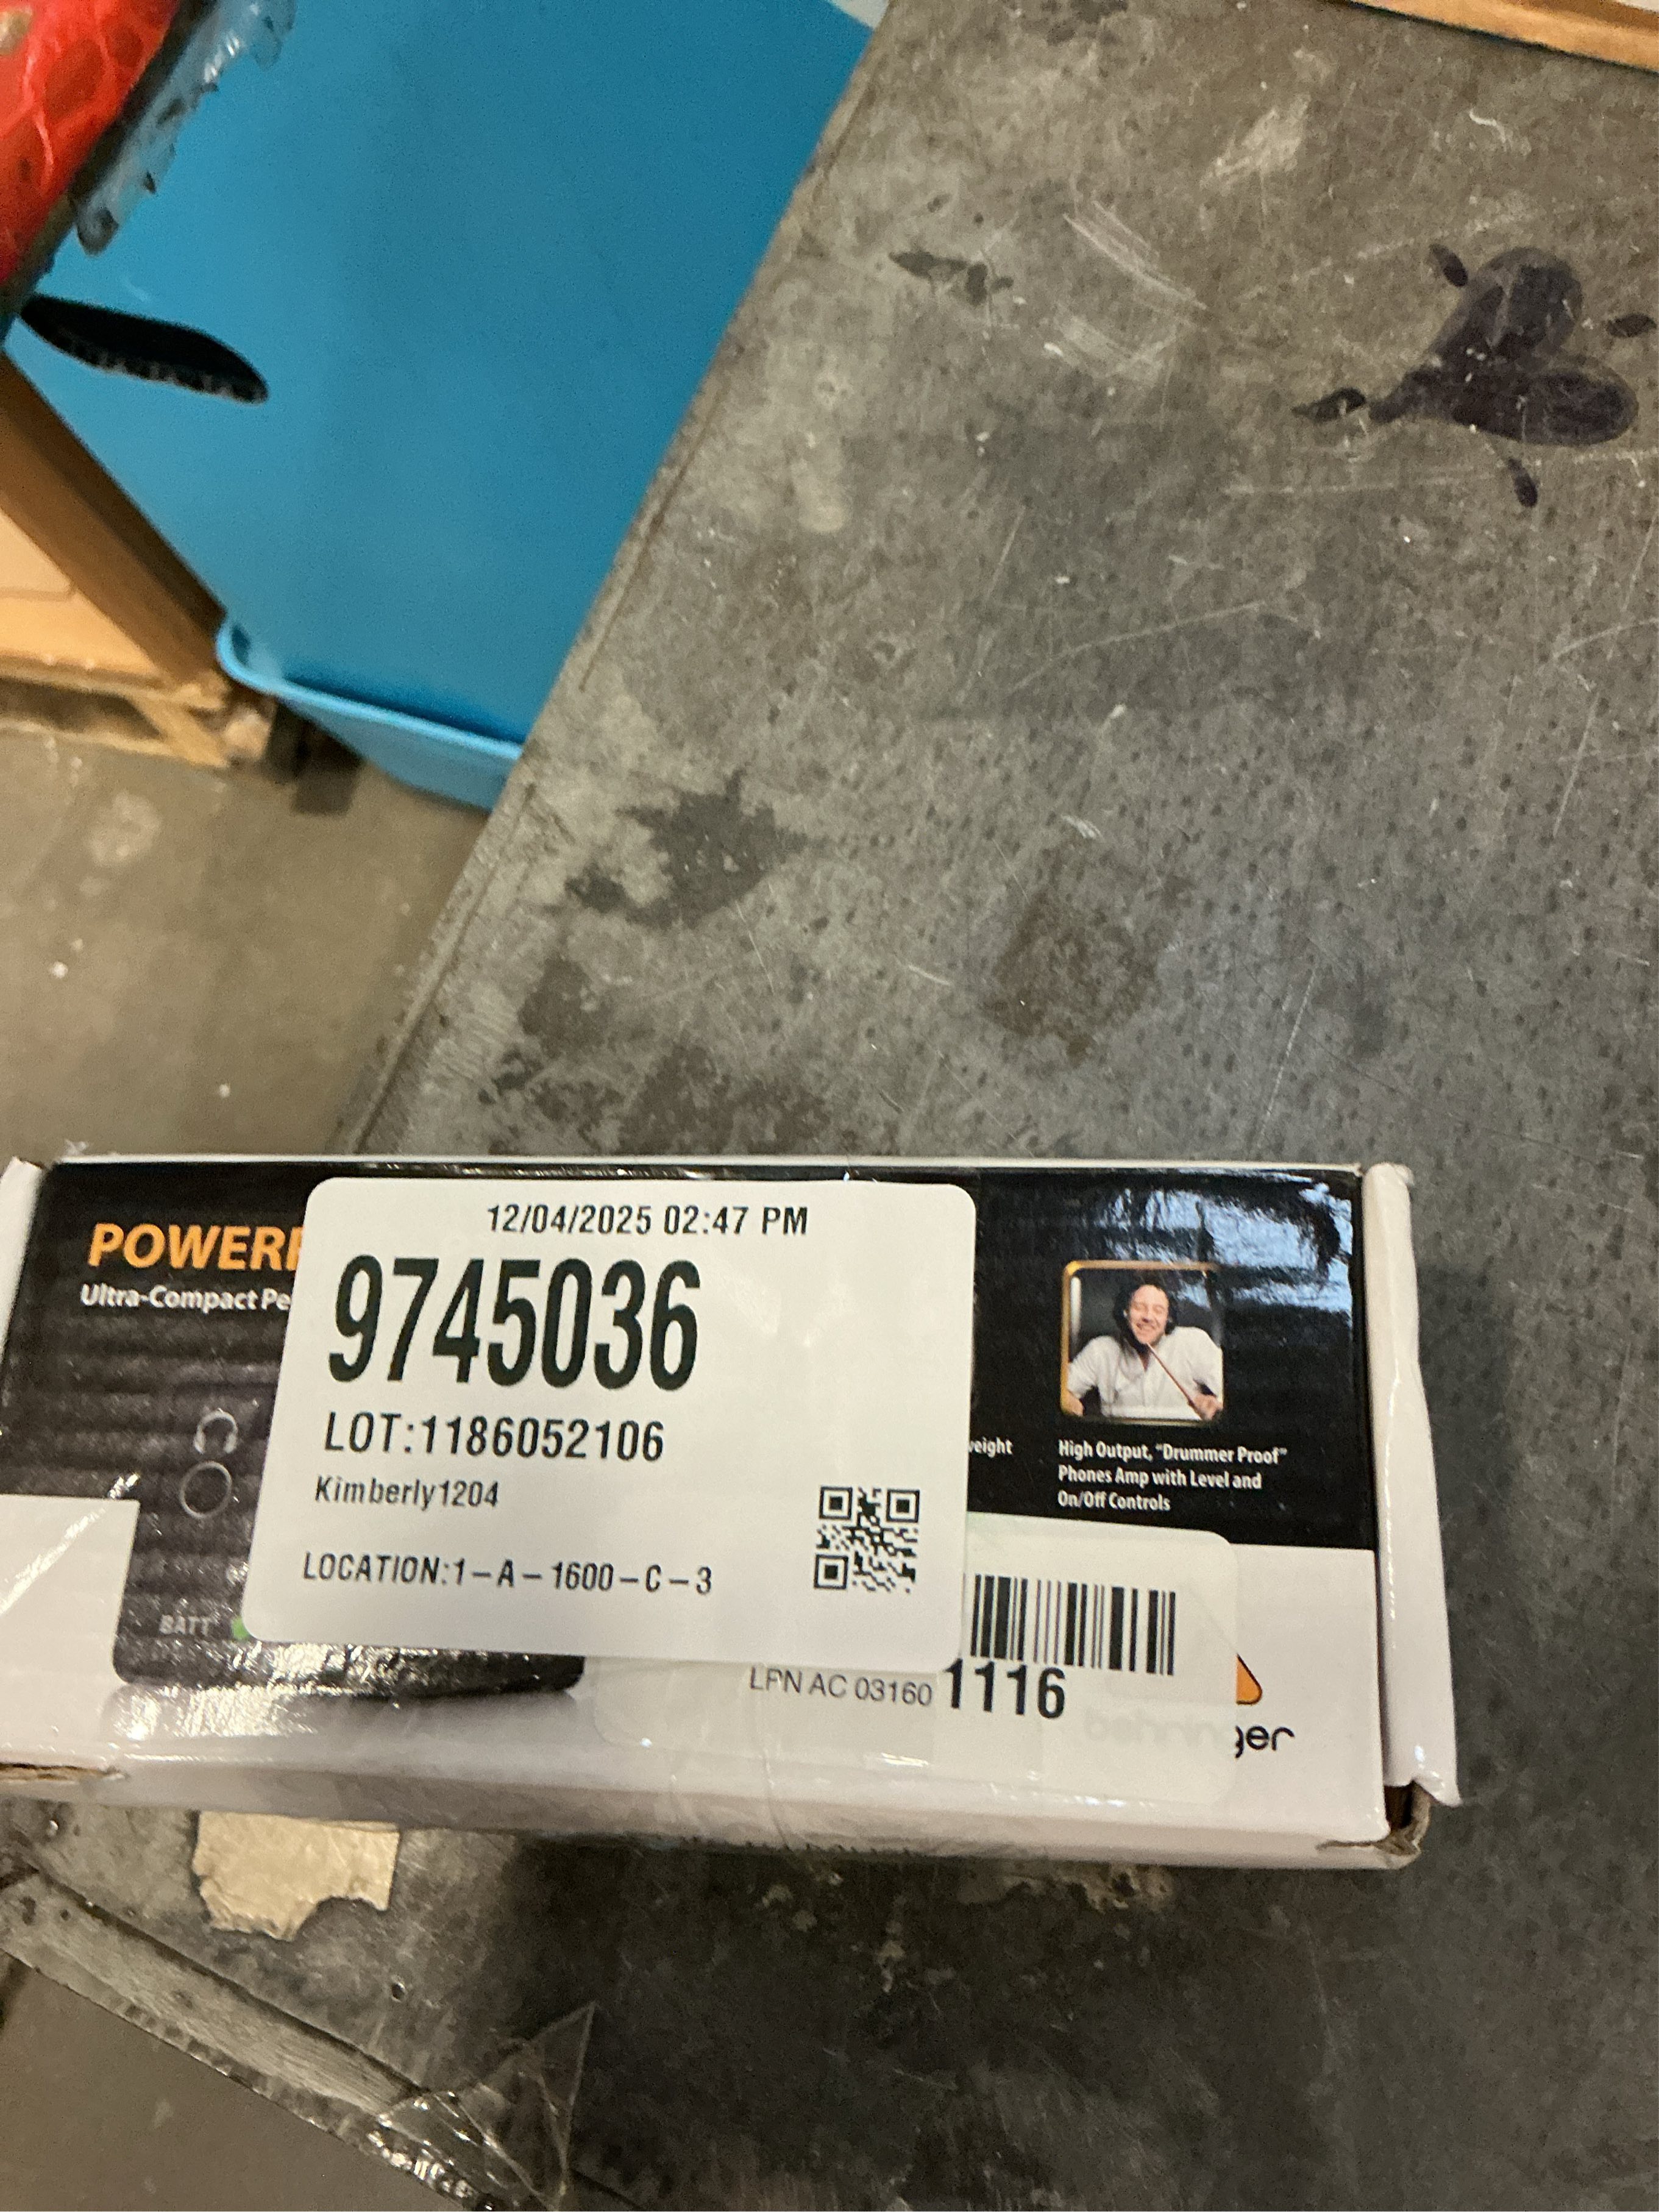 12/04/2025 02:47 PM
9745036
LOT:1186052106
Kimberly1204
LOCATION:1-A-1600-C-3
POWER
Ultra-Compact
BATT
High Output, "Drummer Proof"
Phones Amp with Level and
On/Off Controls
LPN AC 03160 1116
behringer